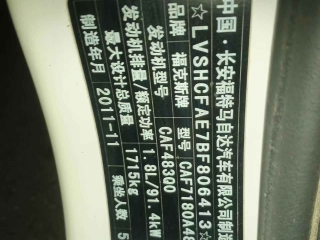 中国·长安福特马自达汽车有限公司制造
☆LVSHCFAE7BF806413☆
品牌 福克斯牌 型号 CAF7180A48
发动机型号 CAF483Q0
发动机排量/额定功率 1.8L/91.4kW
最大设计总质量 1715kg 乘坐人数 5
制造年月 2011-11